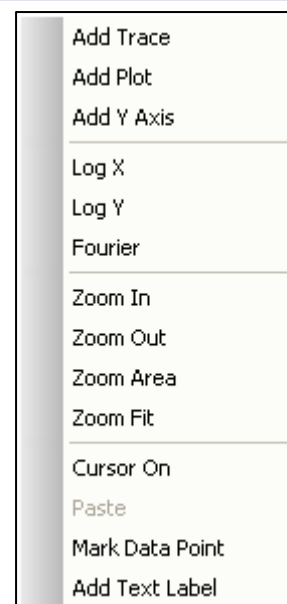 Add Trace
Add Plot
Add Y Axis
Log X
Log Y
Fourier
Zoom In
Zoom Out
Zoom Area
Zoom Fit
Cursor On
Paste
Mark Data Point
Add Text Label